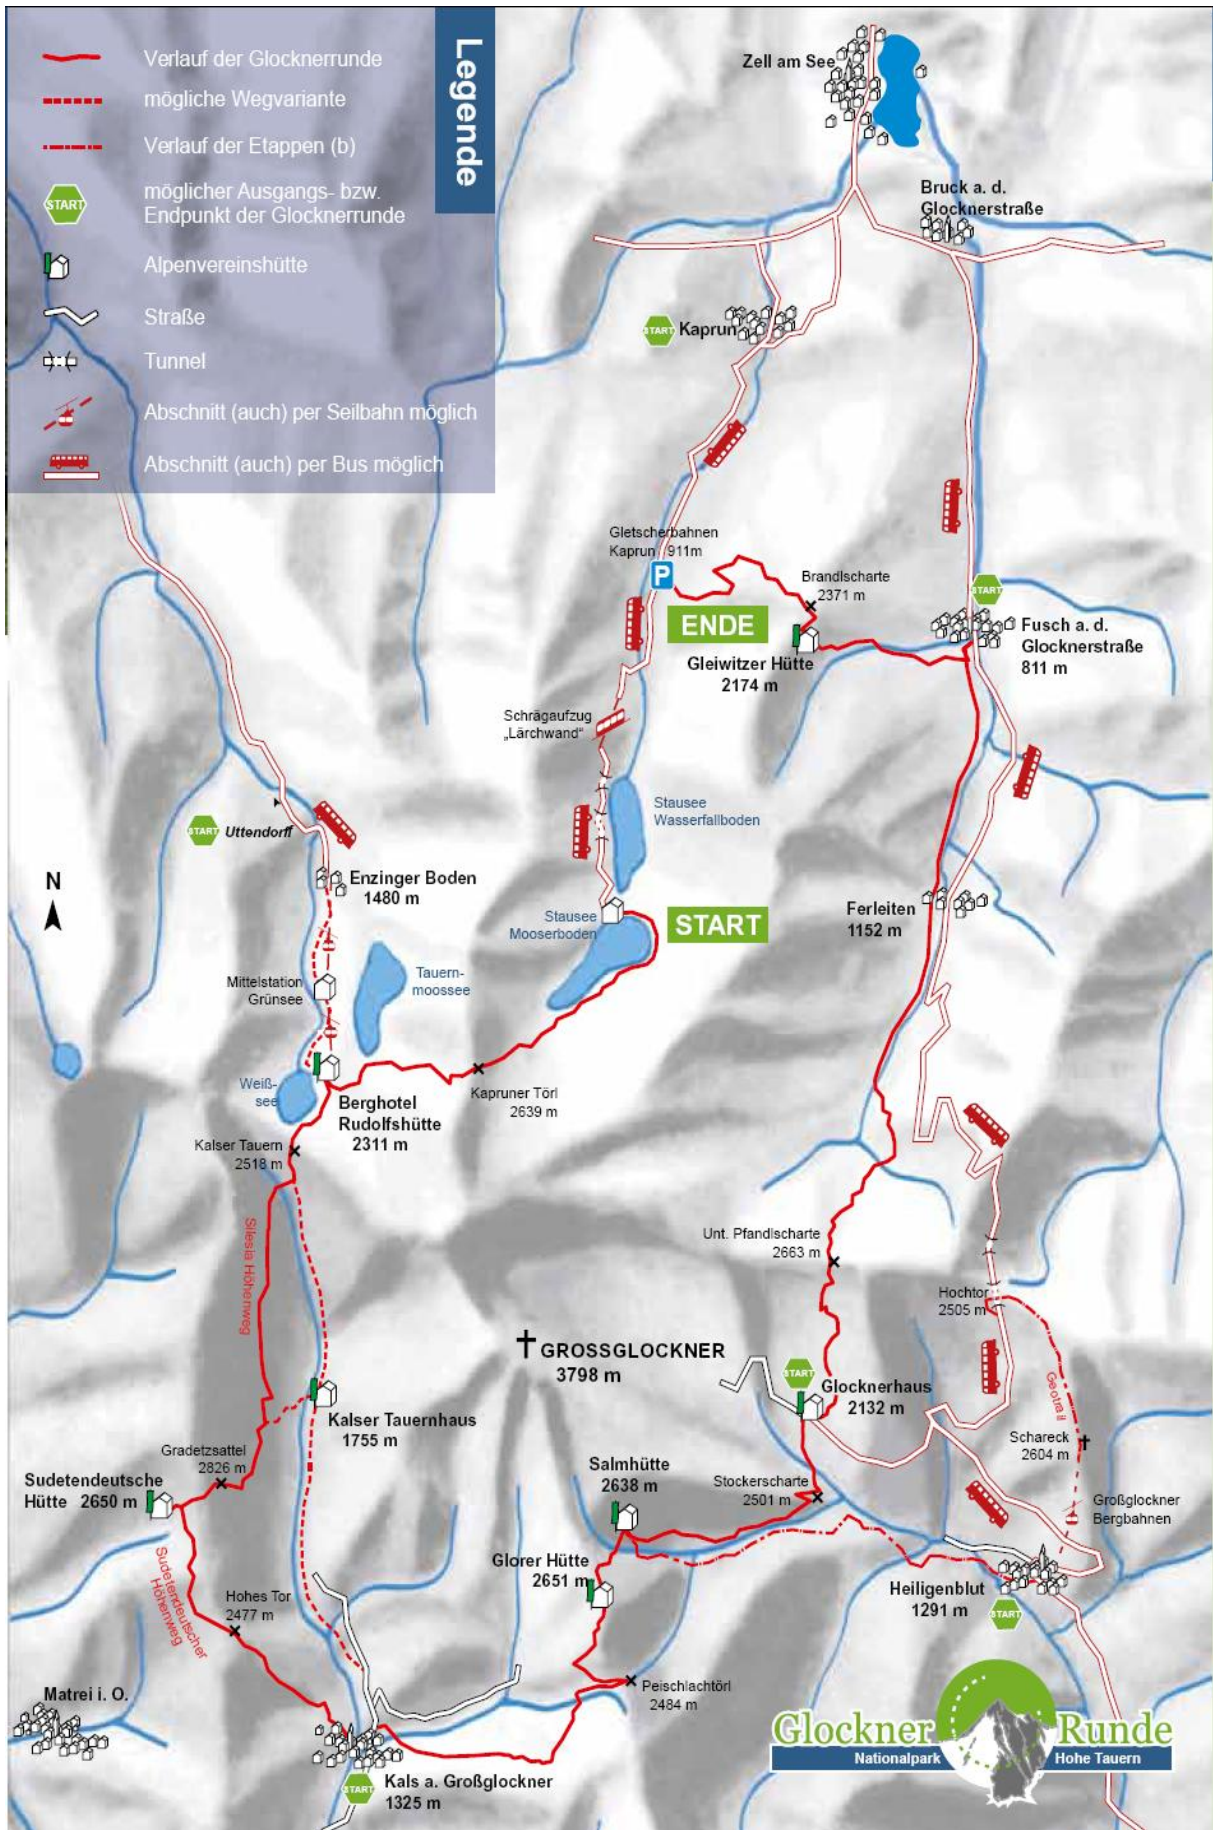 Legende
Verlauf der Glocknerrunde
mögliche Wegvariante
Verlauf der Etappen (b)
START
möglicher Ausgangs- bzw.
Endpunkt der Glocknerrunde
Alpenvereinshütte
Straße
Tunnel
Abschnitt (auch) per Seilbahn möglich
Abschnitt (auch) per Bus möglich
Zell am See
Bruck a. d.
Glocknerstraße
START
Kaprun
Gletscherbahnen
Kaprun 911m
P
ENDE
Brandlscharte
2371 m
Gleiwitzer Hütte
2174 m
START
Fusch a. d.
Glocknerstraße
811 m
Schrägaufzug
„Lärchwand“
Stausee
Wasserfallboden
START
Uttendorff
Enzinger Boden
1480 m
N
Stausee
Mooserboden
START
Ferleiten
1152 m
Mittelstation
Grünsee
Tauern-
moossee
Weiß-
see
Berghotel
Rudolfshütte
2311 m
Kapruner Törl
2639 m
Kalser Tauern
2518 m
Silesia Höhenweg
Unt. Pfandlscharte
2663 m
Hochtor
2505 m
GROSSGLOCKNER
3798 m
START
Glocknerhaus
2132 m
Geotrail
Kalser Tauernhaus
1755 m
Gradetzsattel
2826 m
Sudetendeutsche
Hütte 2650 m
Salmhütte
2638 m
Stockerscharte
2501 m
Schareck
2604 m
Großglockner
Bergbahnen
Glorer Hütte
2651 m
Sudetendeutscher
Höhenweg
Hohes Tor
2477 m
Heiligenblut
1291 m
START
Peischlachtörl
2484 m
Matrei i. O.
START
Kals a. Großglockner
1325 m
Glockner Runde
Nationalpark Hohe Tauern